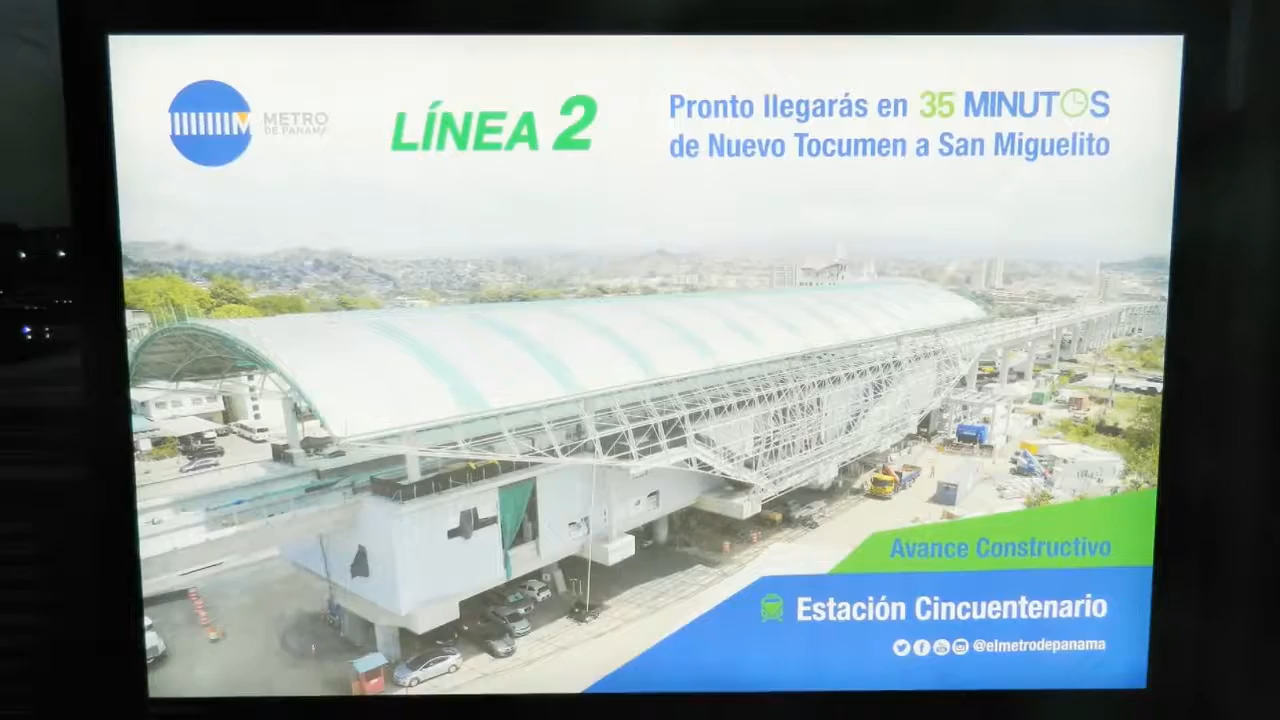 METRO
DE PANAMÁ
LÍNEA 2
Pronto llegarás en 35 MINUTOS
de Nuevo Tocumen a San Miguelito
Avance Constructivo
Estación Cincuentenario
@elmetrodepanama